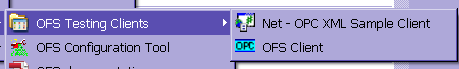 OFS Testing Clients
Net - OPC XML Sample Client
OFS Configuration Tool
OPC OFS Client